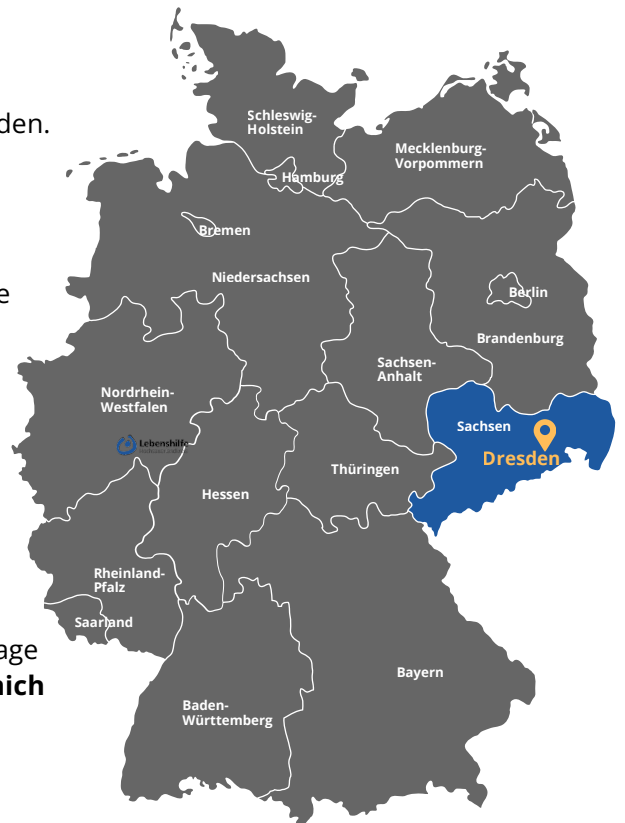 den.
Schleswig-
Holstein
Mecklenburg-
Vorpommern
Hamburg
Bremen
Niedersachsen
e
Berlin
Brandenburg
Sachsen-
Anhalt
Nordrhein-
Westfalen
Sachsen
Lebenshilfe
Dresden
Thüringen
Hessen
Rheinland-
Pfalz
Saarland
age
nich
Bayern
Baden-
Württemberg